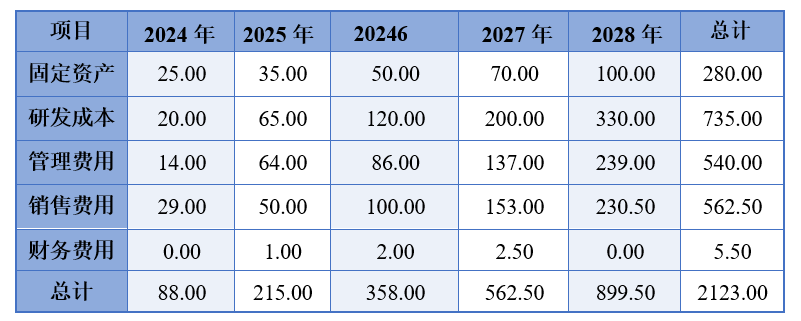 项目 2024 年 2025 年 20246 2027 年 2028 年 总计
固定资产 25.00 35.00 50.00 70.00 100.00 280.00
研发成本 20.00 65.00 120.00 200.00 330.00 735.00
管理费用 14.00 64.00 86.00 137.00 239.00 540.00
销售费用 29.00 50.00 100.00 153.00 230.50 562.50
财务费用 0.00 1.00 2.00 2.50 0.00 5.50
总计 88.00 215.00 358.00 562.50 899.50 2123.00